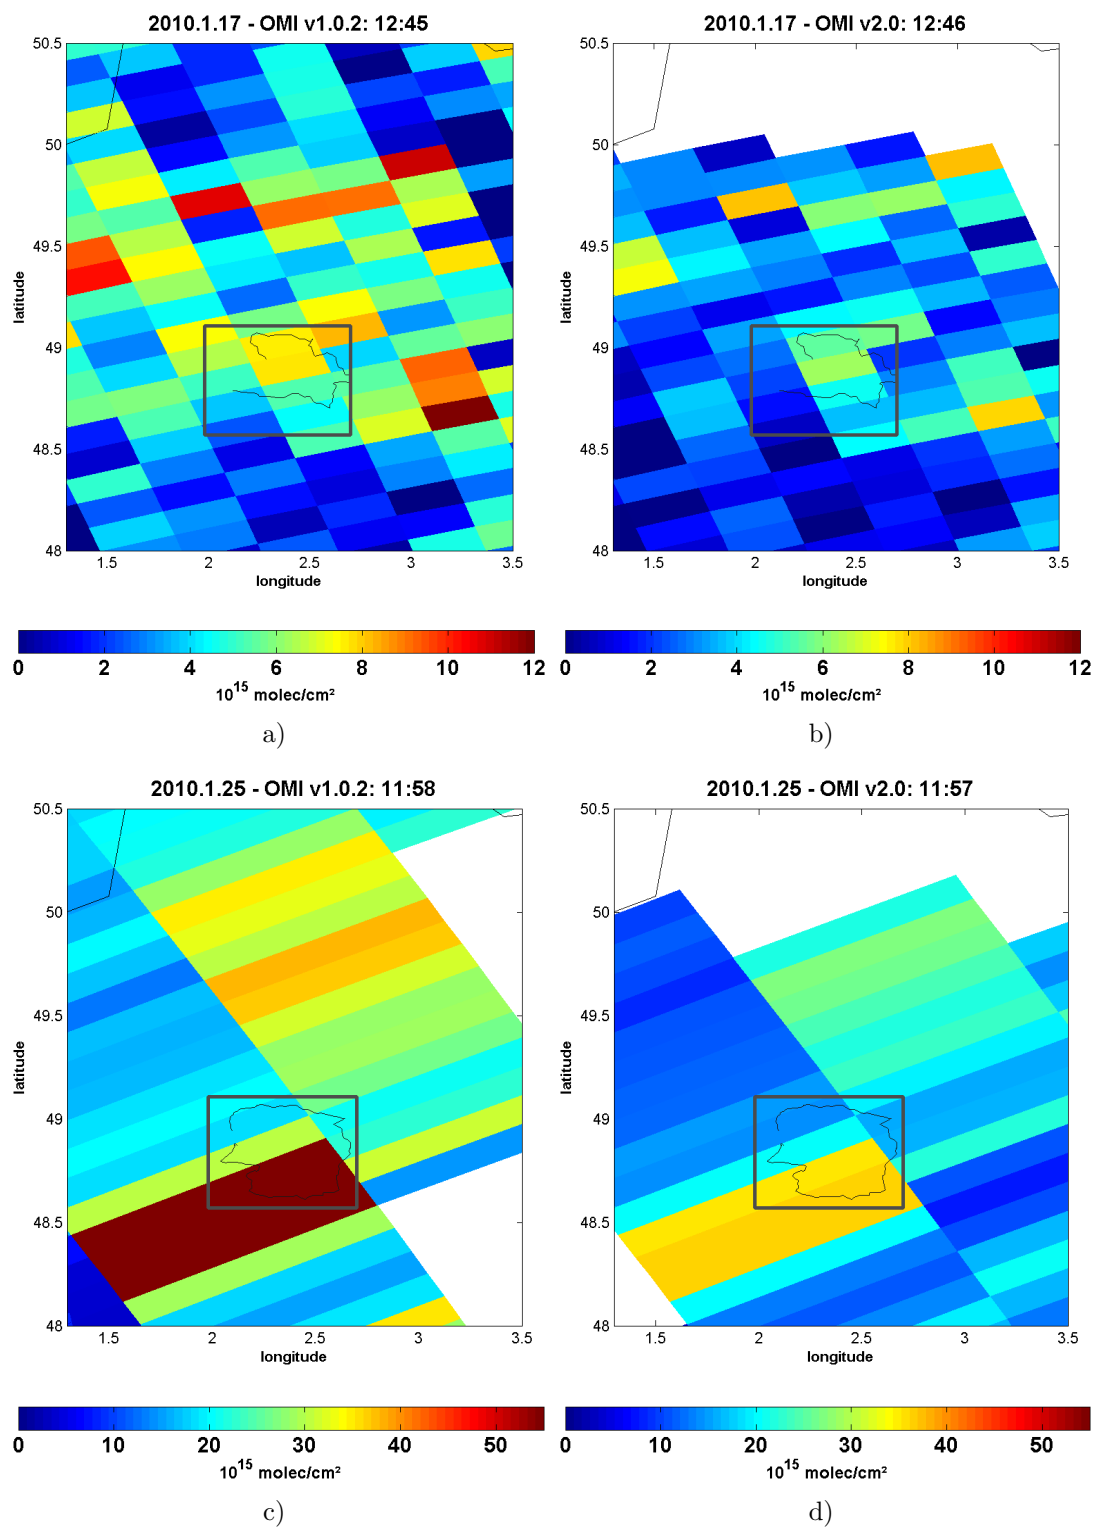 2010.1.17 - OMI v1.0.2: 12:45
50.5
50
49.5
49
48.5
48
latitude
1.5 2 2.5 3 3.5
longitude
0 2 4 6 8 10 12
10^15 molec/cm²
a)
2010.1.17 - OMI v2.0: 12:46
50.5
50
49.5
49
48.5
48
latitude
1.5 2 2.5 3 3.5
longitude
0 2 4 6 8 10 12
10^15 molec/cm²
b)
2010.1.25 - OMI v1.0.2: 11:58
50.5
50
49.5
49
48.5
48
latitude
1.5 2 2.5 3 3.5
longitude
0 10 20 30 40 50
10^15 molec/cm²
c)
2010.1.25 - OMI v2.0: 11:57
50.5
50
49.5
49
48.5
48
latitude
1.5 2 2.5 3 3.5
longitude
0 10 20 30 40 50
10^15 molec/cm²
d)